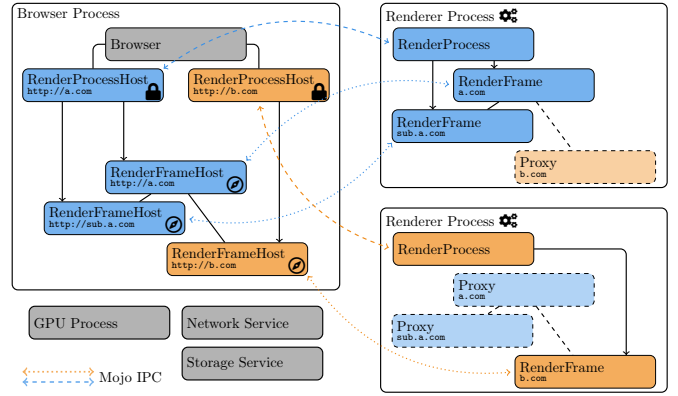 Browser Process
Browser
RenderProcessHost
http://a.com
RenderProcessHost
http://b.com
RenderFrameHost
http://a.com
RenderFrameHost
http://sub.a.com
RenderFrameHost
http://b.com
GPU Process
Network Service
Storage Service
Mojo IPC
Renderer Process
RenderProcess
RenderFrame
a.com
RenderFrame
sub.a.com
Proxy
b.com
Renderer Process
RenderProcess
Proxy
a.com
Proxy
sub.a.com
RenderFrame
b.com